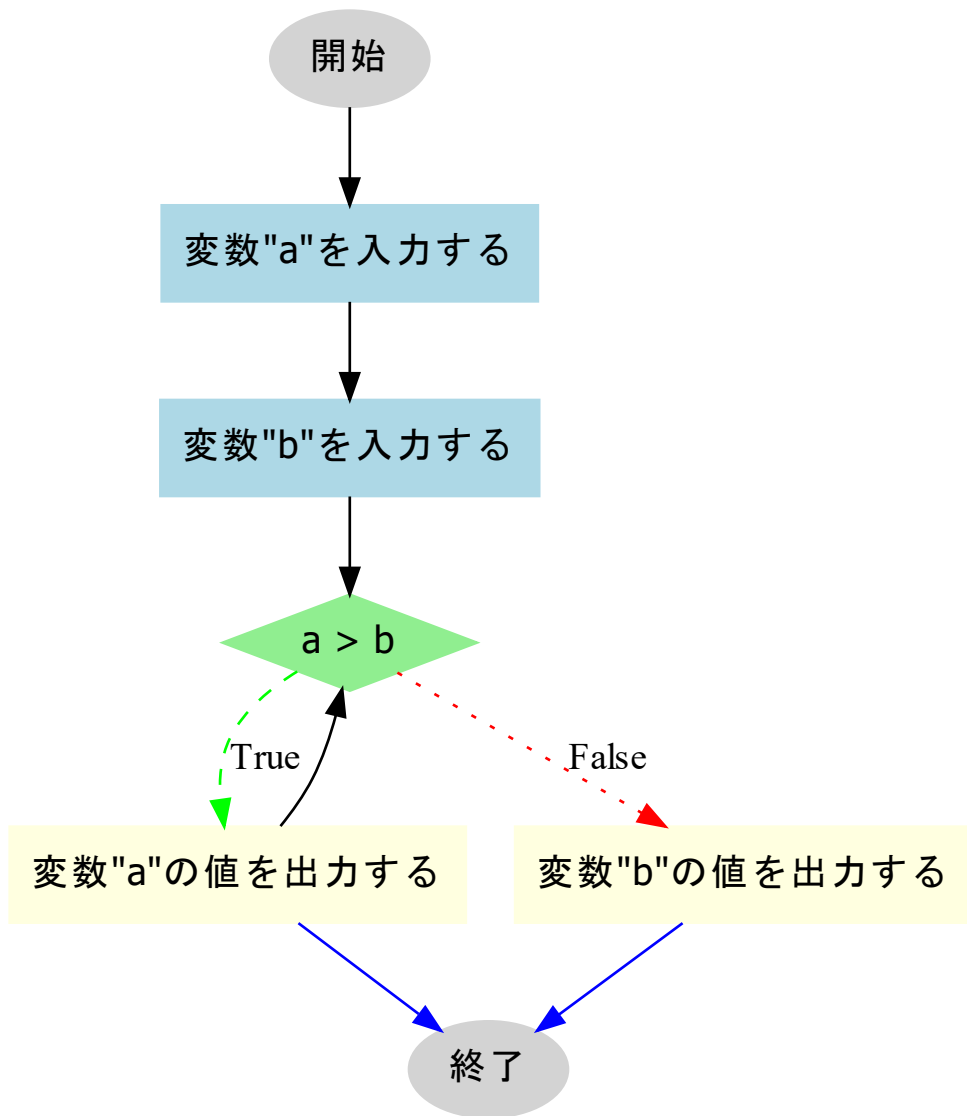 開始
変数"a"を入力する
変数"b"を入力する
a > b
True
False
変数"a"の値を出力する
変数"b"の値を出力する
終了